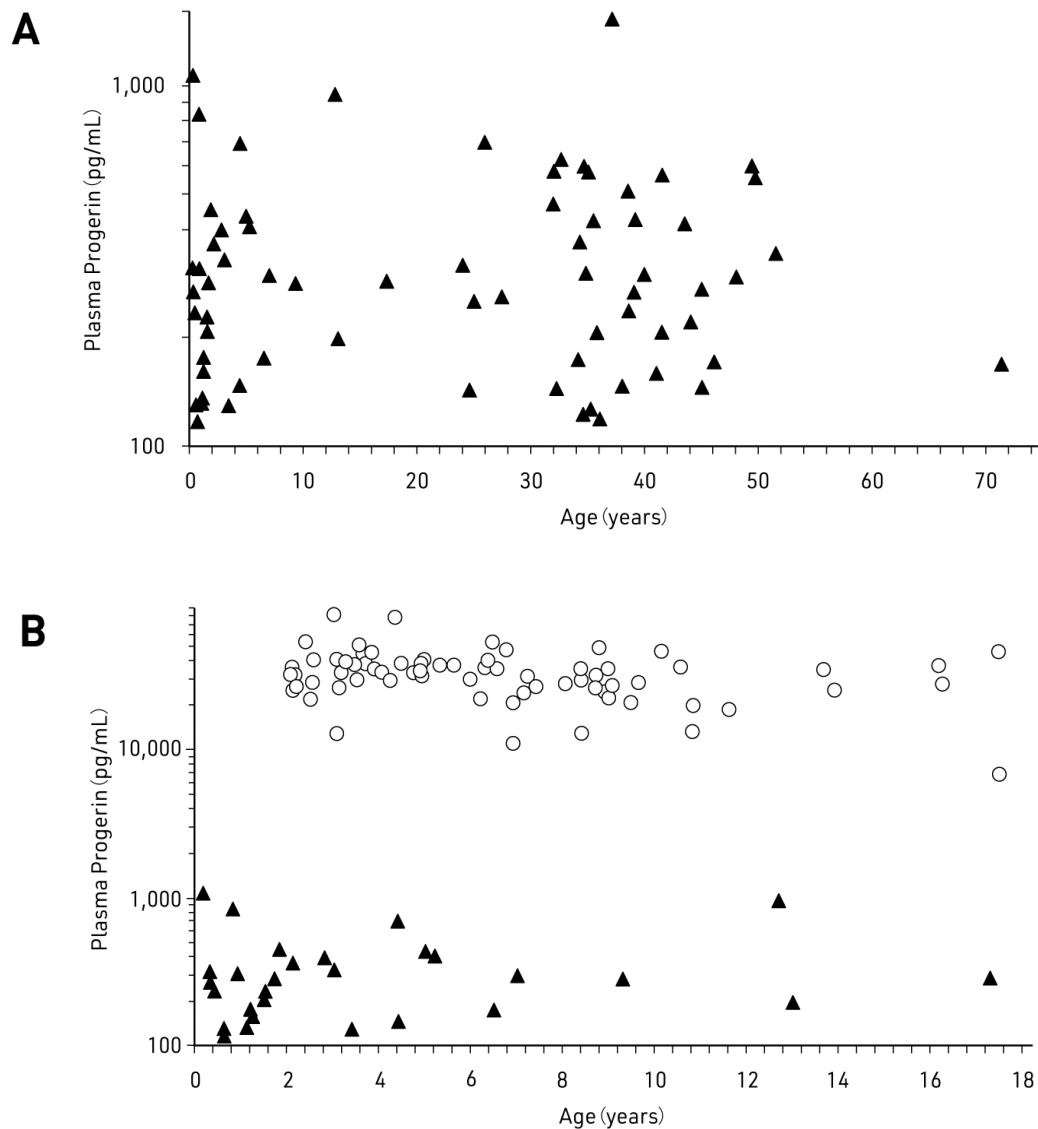 A
Plasma Progerin (pg/mL)
1,000
100
0 10 20 30 40 50 60 70
Age (years)
B
Plasma Progerin (pg/mL)
10,000
1,000
100
0 2 4 6 8 10 12 14 16 18
Age (years)